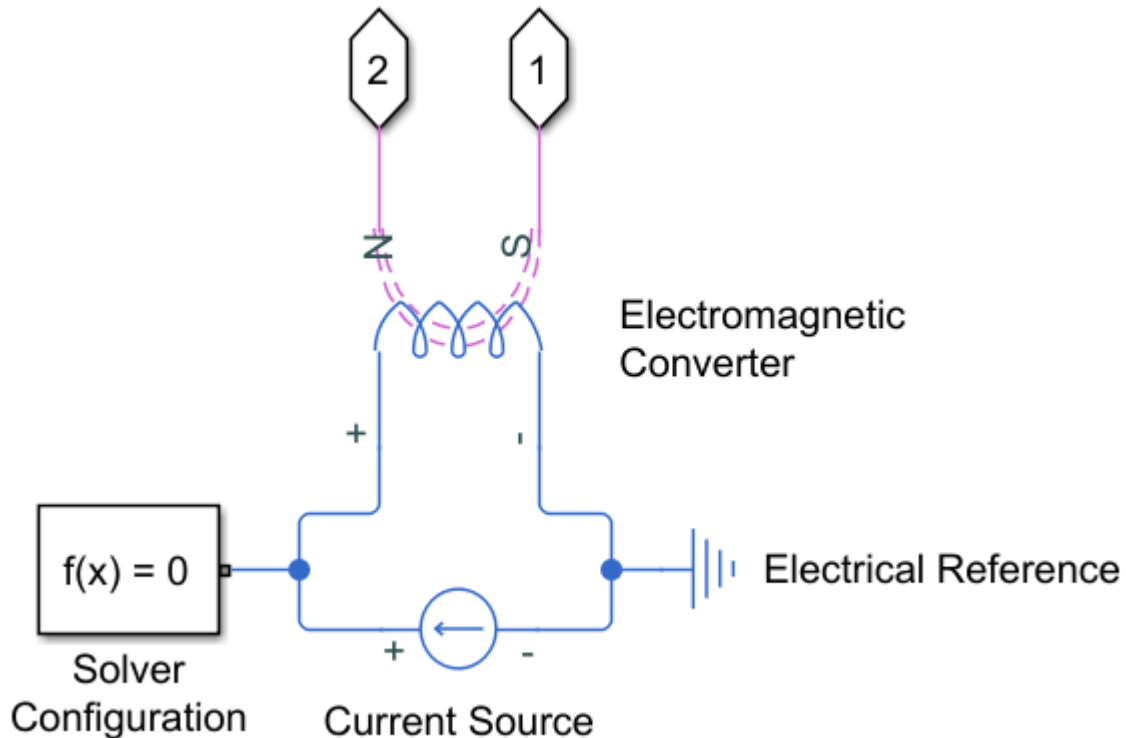 2
1
N
S
Electromagnetic
Converter
+
-
f(x) = 0
Electrical Reference
+
-
Solver
Configuration
Current Source